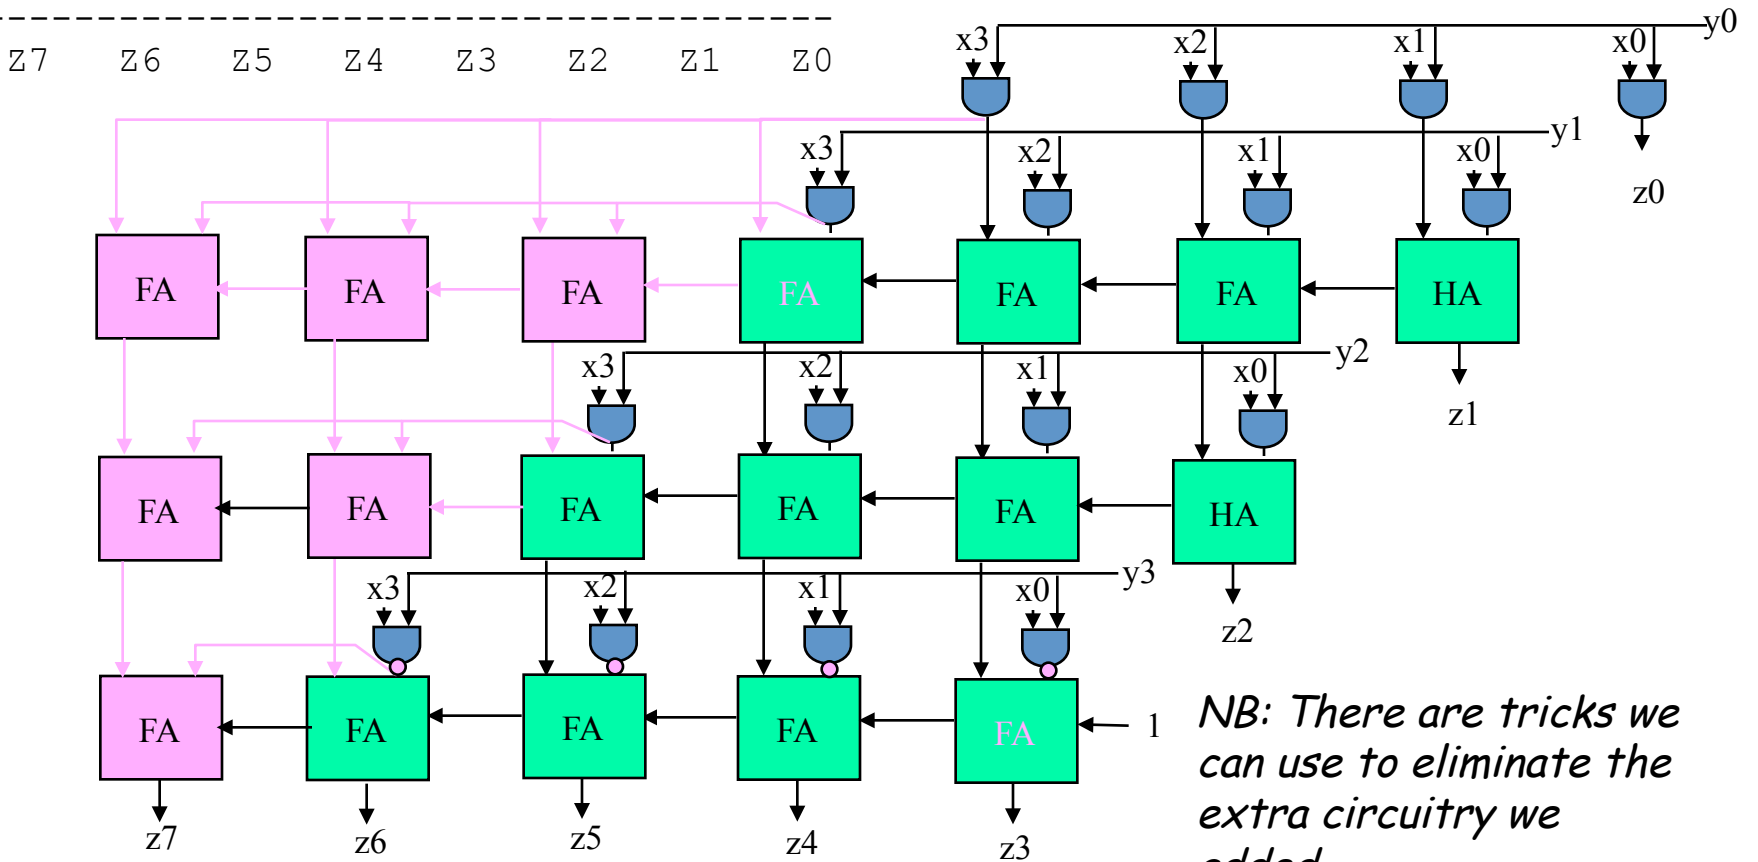 y0
Z7 Z6 Z5 Z4 Z3 Z2 Z1 Z0
x3 x2 x1 x0
y1
x3 x2 x1 x0
z0
FA FA FA FA FA FA HA
y2
x3 x2 x1 x0
z1
FA FA FA FA FA HA
y3
x3 x2 x1 x0
z2
FA FA FA FA FA 1
z7 z6 z5 z4 z3
NB: There are tricks we
can use to eliminate the
extra circuitry we